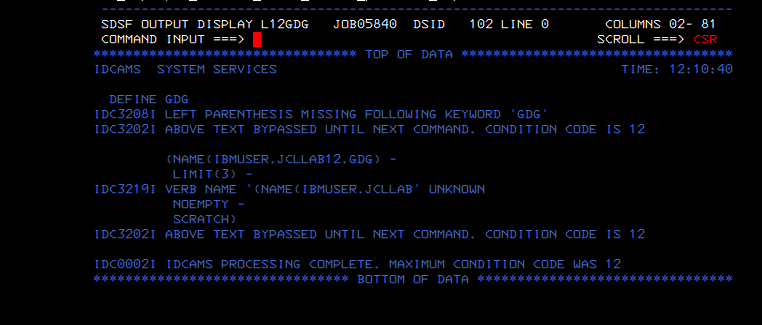 SDSF OUTPUT DISPLAY L12GDG   JOB05840  DSID   102 LINE 0       COLUMNS 02- 81
COMMAND INPUT ===>                                            SCROLL ===> CSR
********************************* TOP OF DATA **********************************
IDCAMS  SYSTEM SERVICES                                           TIME: 12:10:40
  DEFINE GDG
IDC3208I LEFT PARENTHESIS MISSING FOLLOWING KEYWORD 'GDG'
IDC3202I ABOVE TEXT BYPASSED UNTIL NEXT COMMAND. CONDITION CODE IS 12
         (NAME(IBMUSER.JCLLAB12.GDG) -
          LIMIT(3) -
IDC3219I VERB NAME '(NAME(IBMUSER.JCLLAB' UNKNOWN
          NOEMPTY -
          SCRATCH)
IDC3202I ABOVE TEXT BYPASSED UNTIL NEXT COMMAND. CONDITION CODE IS 12
IDC0002I IDCAMS PROCESSING COMPLETE. MAXIMUM CONDITION CODE WAS 12
******************************** BOTTOM OF DATA ********************************